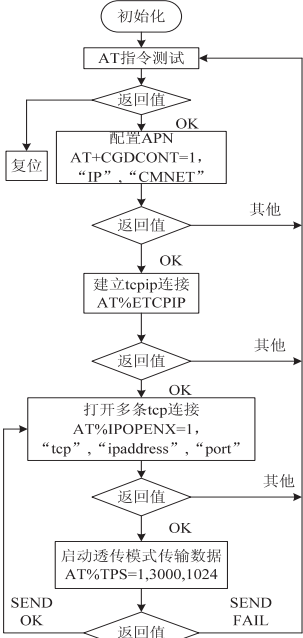 初始化
AT指令测试
返回值
OK
复位
配置APN
AT+CGDCONT=1,
“IP”,“CMNET”
返回值
其他
OK
建立tcpip连接
AT%ETCPIP
返回值
其他
OK
打开多条tcp连接
AT%IPOPENX=1,
“tcp”,“ipaddress”,“port”
返回值
其他
OK
启动透传模式传输数据
AT%TPS=1,3000,1024
SEND
OK
SEND
FAIL
返回值